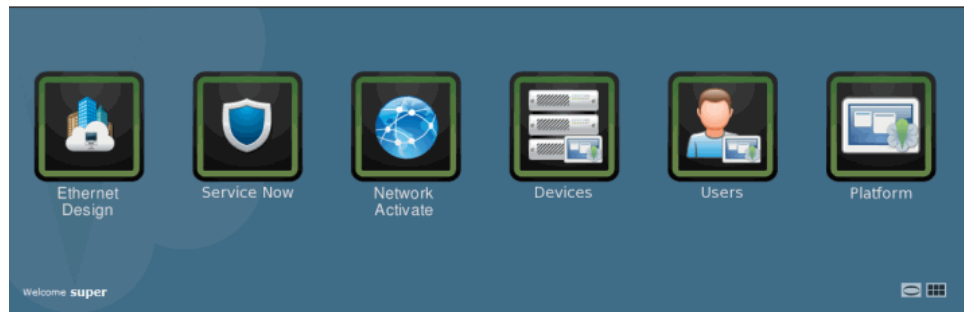 Ethernet
Design
Service Now
Network
Activate
Devices
Users
Platform
Welcome super